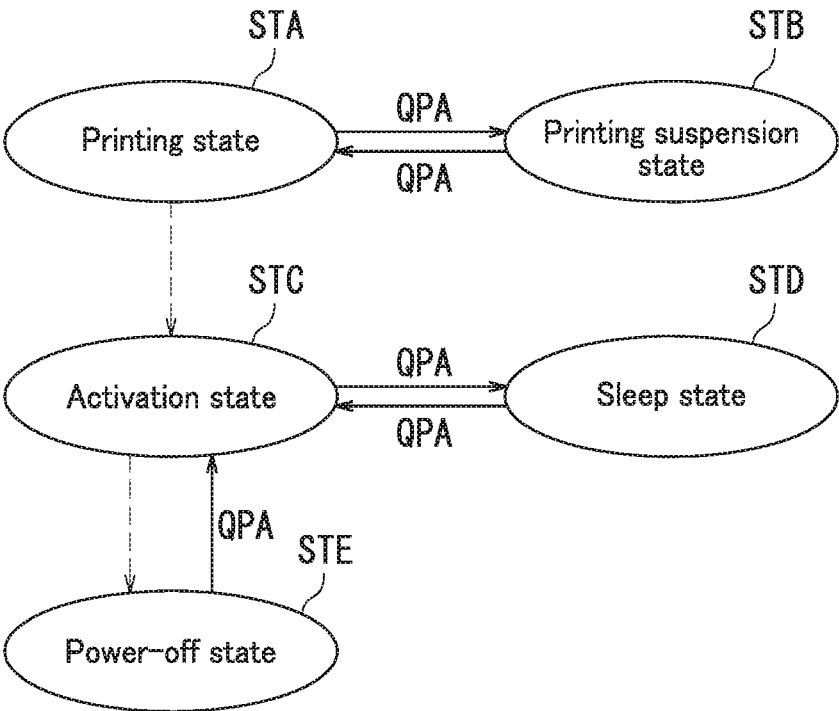 STA
STB
Printing state
QPA
QPA
Printing suspension
state
STC
STD
Activation state
QPA
QPA
Sleep state
QPA
STE
Power-off state